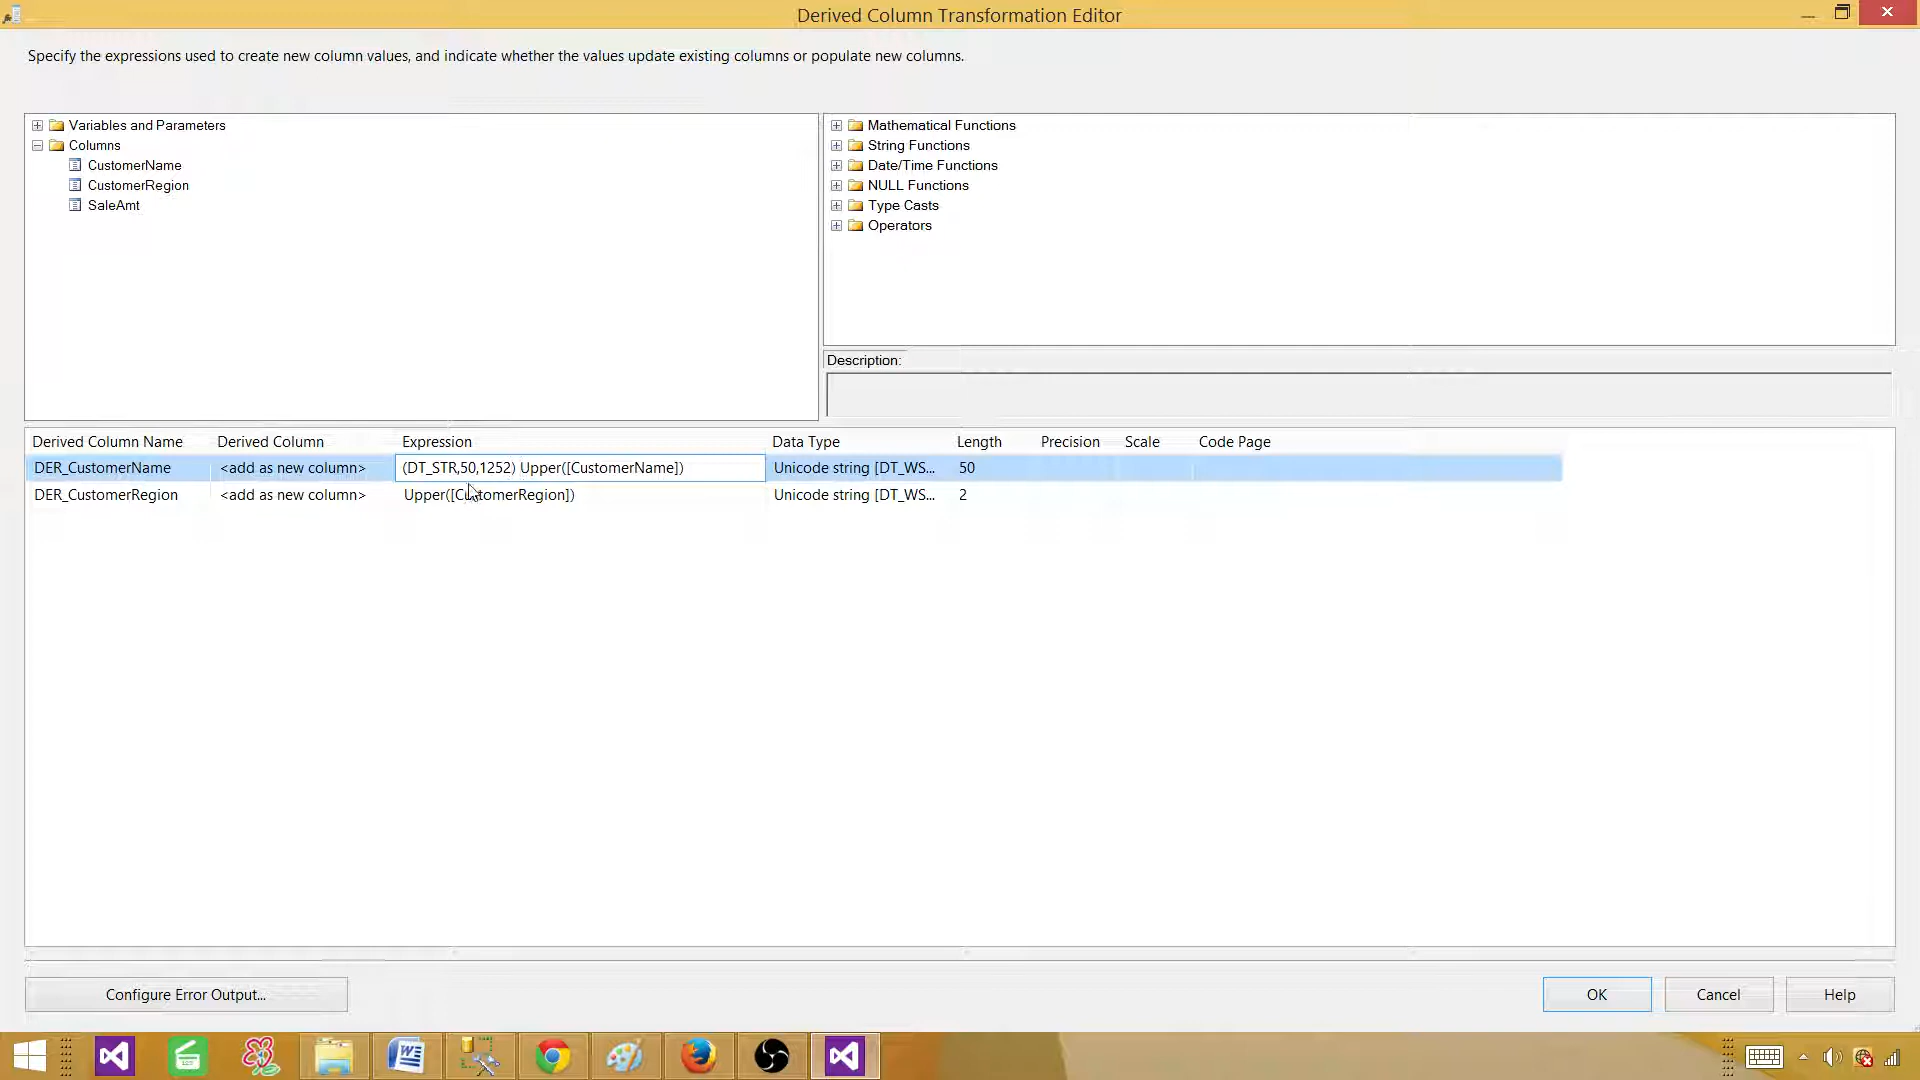 Derived Column Transformation Editor
Specify the expressions used to create new column values, and indicate whether the values update existing columns or populate new columns.
Variables and Parameters
Columns
CustomerName
CustomerRegion
SaleAmt
Mathematical Functions
String Functions
Date/Time Functions
NULL Functions
Type Casts
Operators
Description:
Derived Column Name Derived Column Expression Data Type Length Precision Scale Code Page
DER_CustomerName <add as new column> (DT_STR,50,1252) Upper([CustomerName]) Unicode string [DT_WS... 50
DER_CustomerRegion <add as new column> Upper([CustomerRegion]) Unicode string [DT_WS... 2
Configure Error Output...
OK Cancel Help